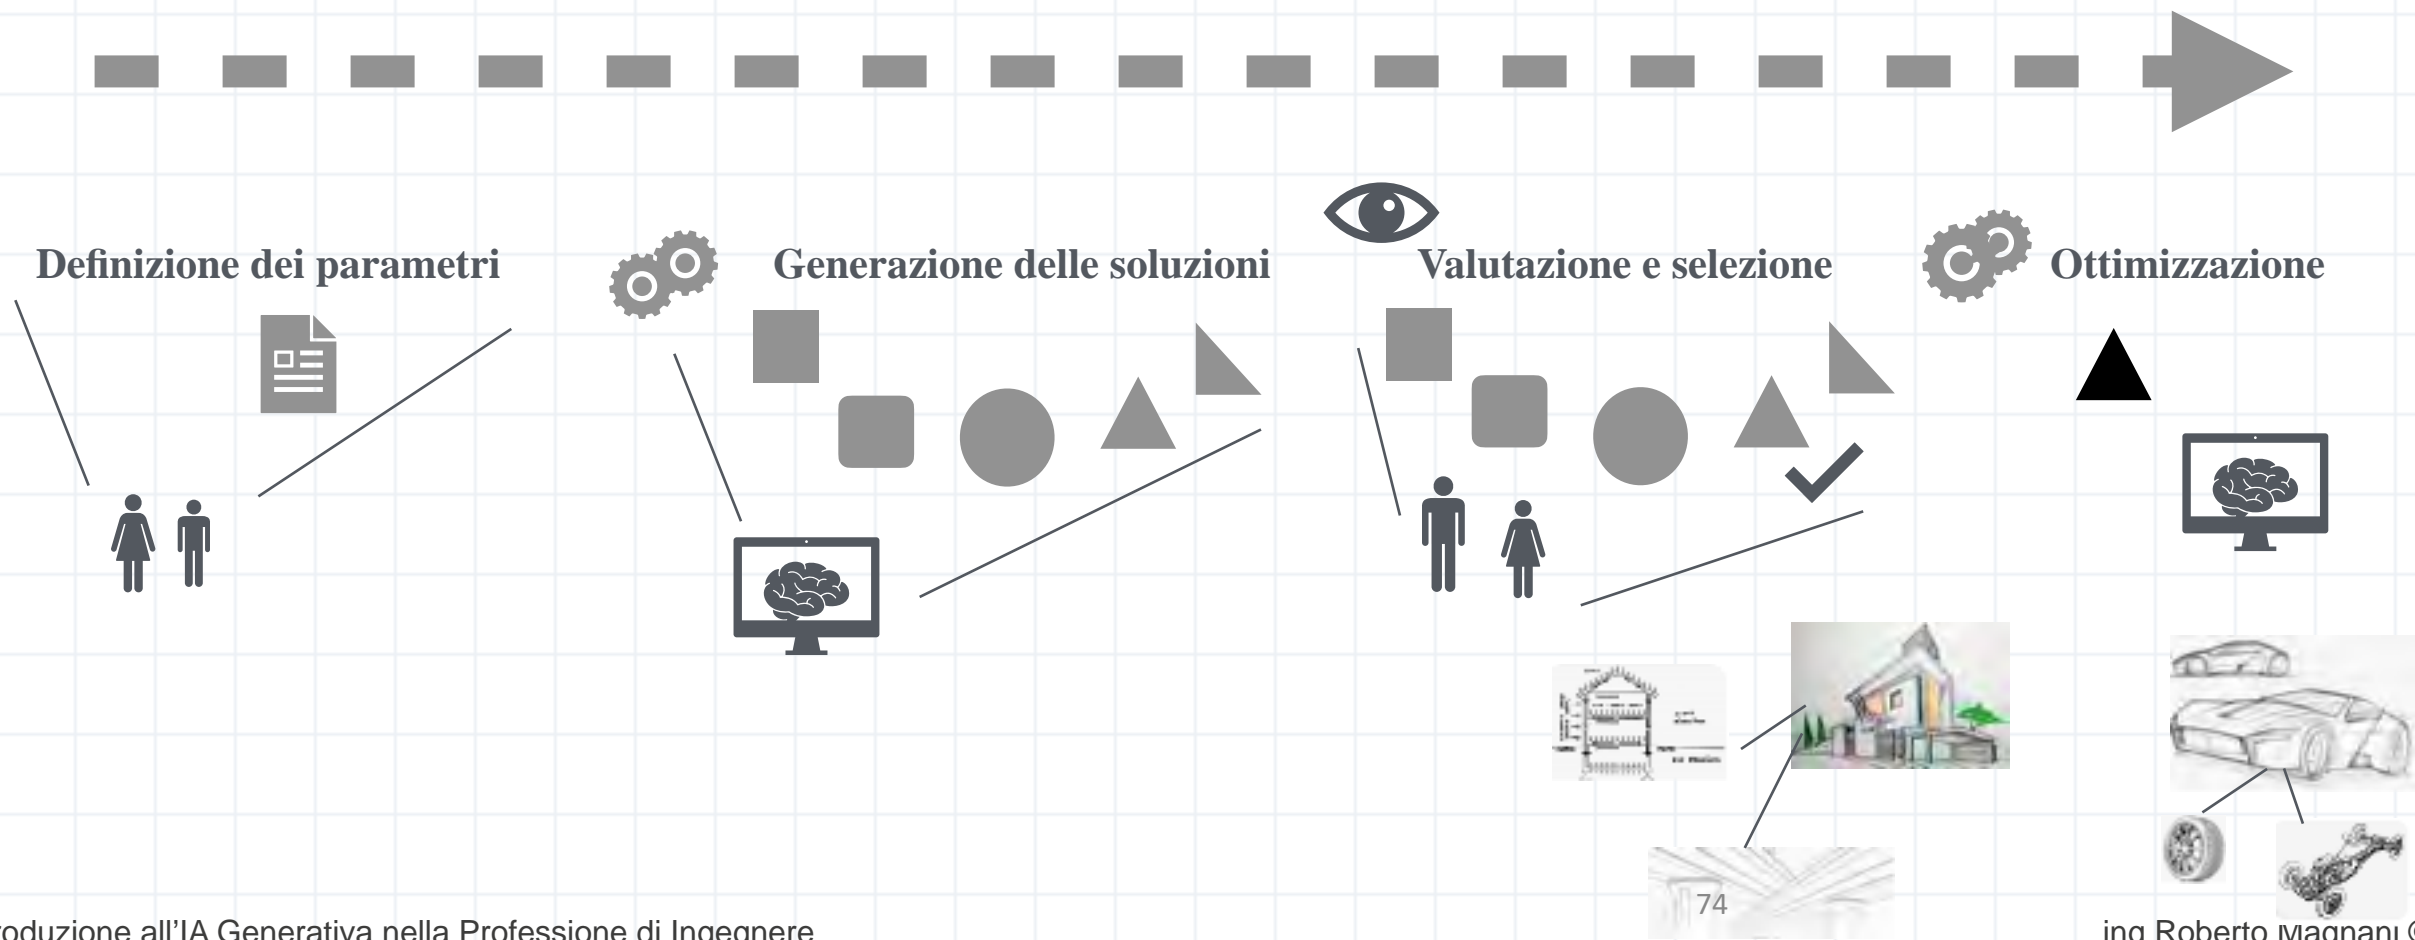 Definizione dei parametri
Generazione delle soluzioni
Valutazione e selezione
Ottimizzazione
74
roduzione all'IA Generativa nella Professione di Ingegnere
ing Roberto Magnani ©